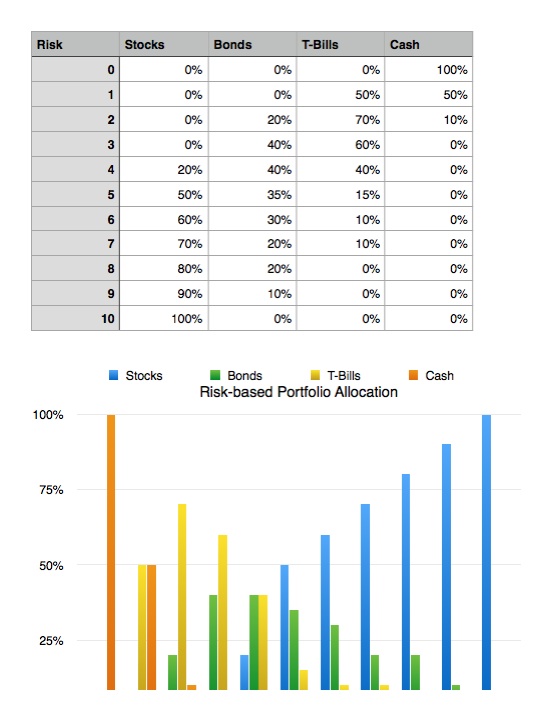 Risk Stocks Bonds T-Bills Cash
0 0% 0% 0% 100%
1 0% 0% 50% 50%
2 0% 20% 70% 10%
3 0% 40% 60% 0%
4 20% 40% 40% 0%
5 50% 35% 15% 0%
6 60% 30% 10% 0%
7 70% 20% 10% 0%
8 80% 20% 0% 0%
9 90% 10% 0% 0%
10 100% 0% 0% 0%
Stocks Bonds T-Bills Cash
Risk-based Portfolio Allocation
100%
75%
50%
25%